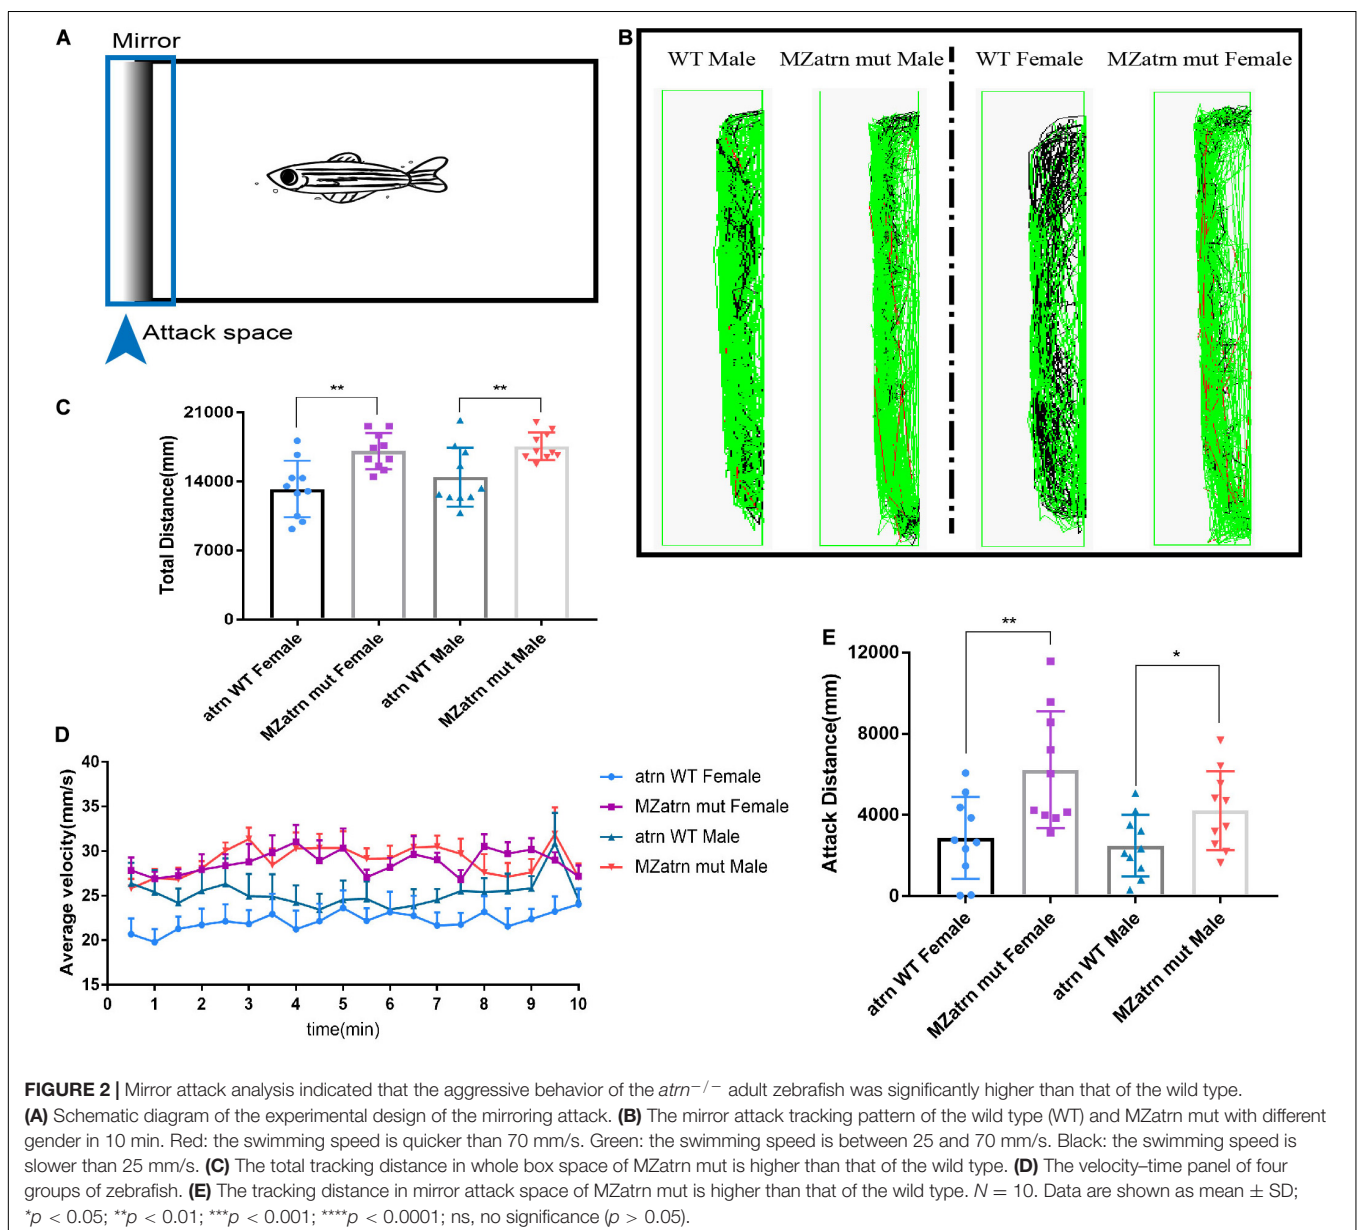 A
Mirror
Attack space
B
WT Male
MZatrn mut Male
WT Female
MZatrn mut Female
C
**
**
21000
14000
7000
0
Total Distance(mm)
atrn WT Female
MZatrn mut Female
atrn WT Male
MZatrn mut Male
D
40
35
30
25
20
15
Average velocity(mm/s)
0 1 2 3 4 5 6 7 8 9 10
time(min)
atrn WT Female
MZatrn mut Female
atrn WT Male
MZatrn mut Male
E
**
*
12000
8000
4000
0
Attack Distance(mm)
atrn WT Female
MZatrn mut Female
atrn WT Male
MZatrn mut Male
FIGURE 2 | Mirror attack analysis indicated that the aggressive behavior of the atrn−/− adult zebrafish was significantly higher than that of the wild type.
(A) Schematic diagram of the experimental design of the mirroring attack. (B) The mirror attack tracking pattern of the wild type (WT) and MZatrn mut with different
gender in 10 min. Red: the swimming speed is quicker than 70 mm/s. Green: the swimming speed is between 25 and 70 mm/s. Black: the swimming speed is
slower than 25 mm/s. (C) The total tracking distance in whole box space of MZatrn mut is higher than that of the wild type. (D) The velocity–time panel of four
groups of zebrafish. (E) The tracking distance in mirror attack space of MZatrn mut is higher than that of the wild type. N = 10. Data are shown as mean ± SD;
*p < 0.05; **p < 0.01; ***p < 0.001; ****p < 0.0001; ns, no significance (p > 0.05).